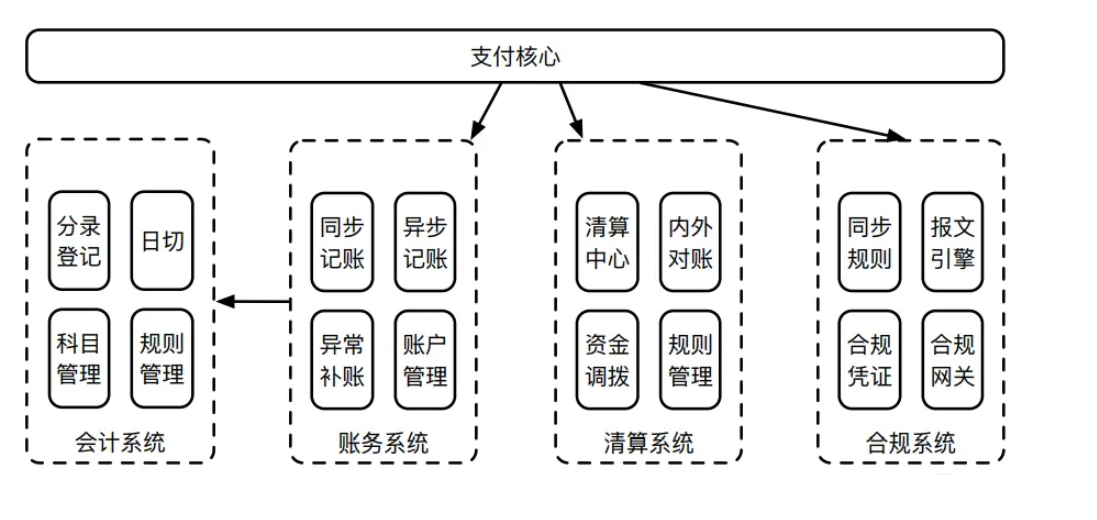 支付核心
分录
登记
日切
科目
管理
规则
管理
会计系统
同步
记账
异步
记账
异常
补账
账户
管理
账务系统
清算
中心
内外
对账
资金
调拨
规则
管理
清算系统
同步
规则
报文
引擎
合规
凭证
合规
网关
合规系统